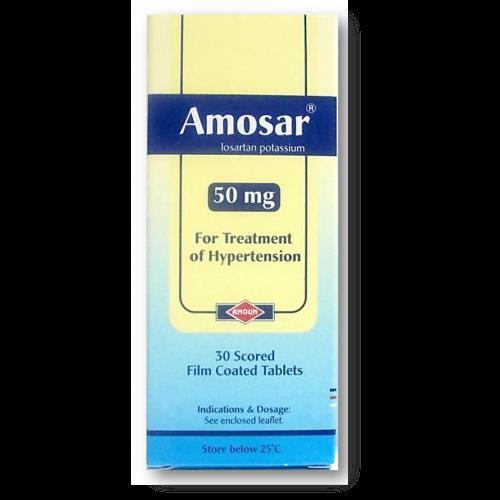 Amosar®
losartan potassium
50 mg
For Treatment
of Hypertension
AMOUN
30 Scored
Film Coated Tablets
Indications & Dosage:
See enclosed leaflet.
Store below 25°C.